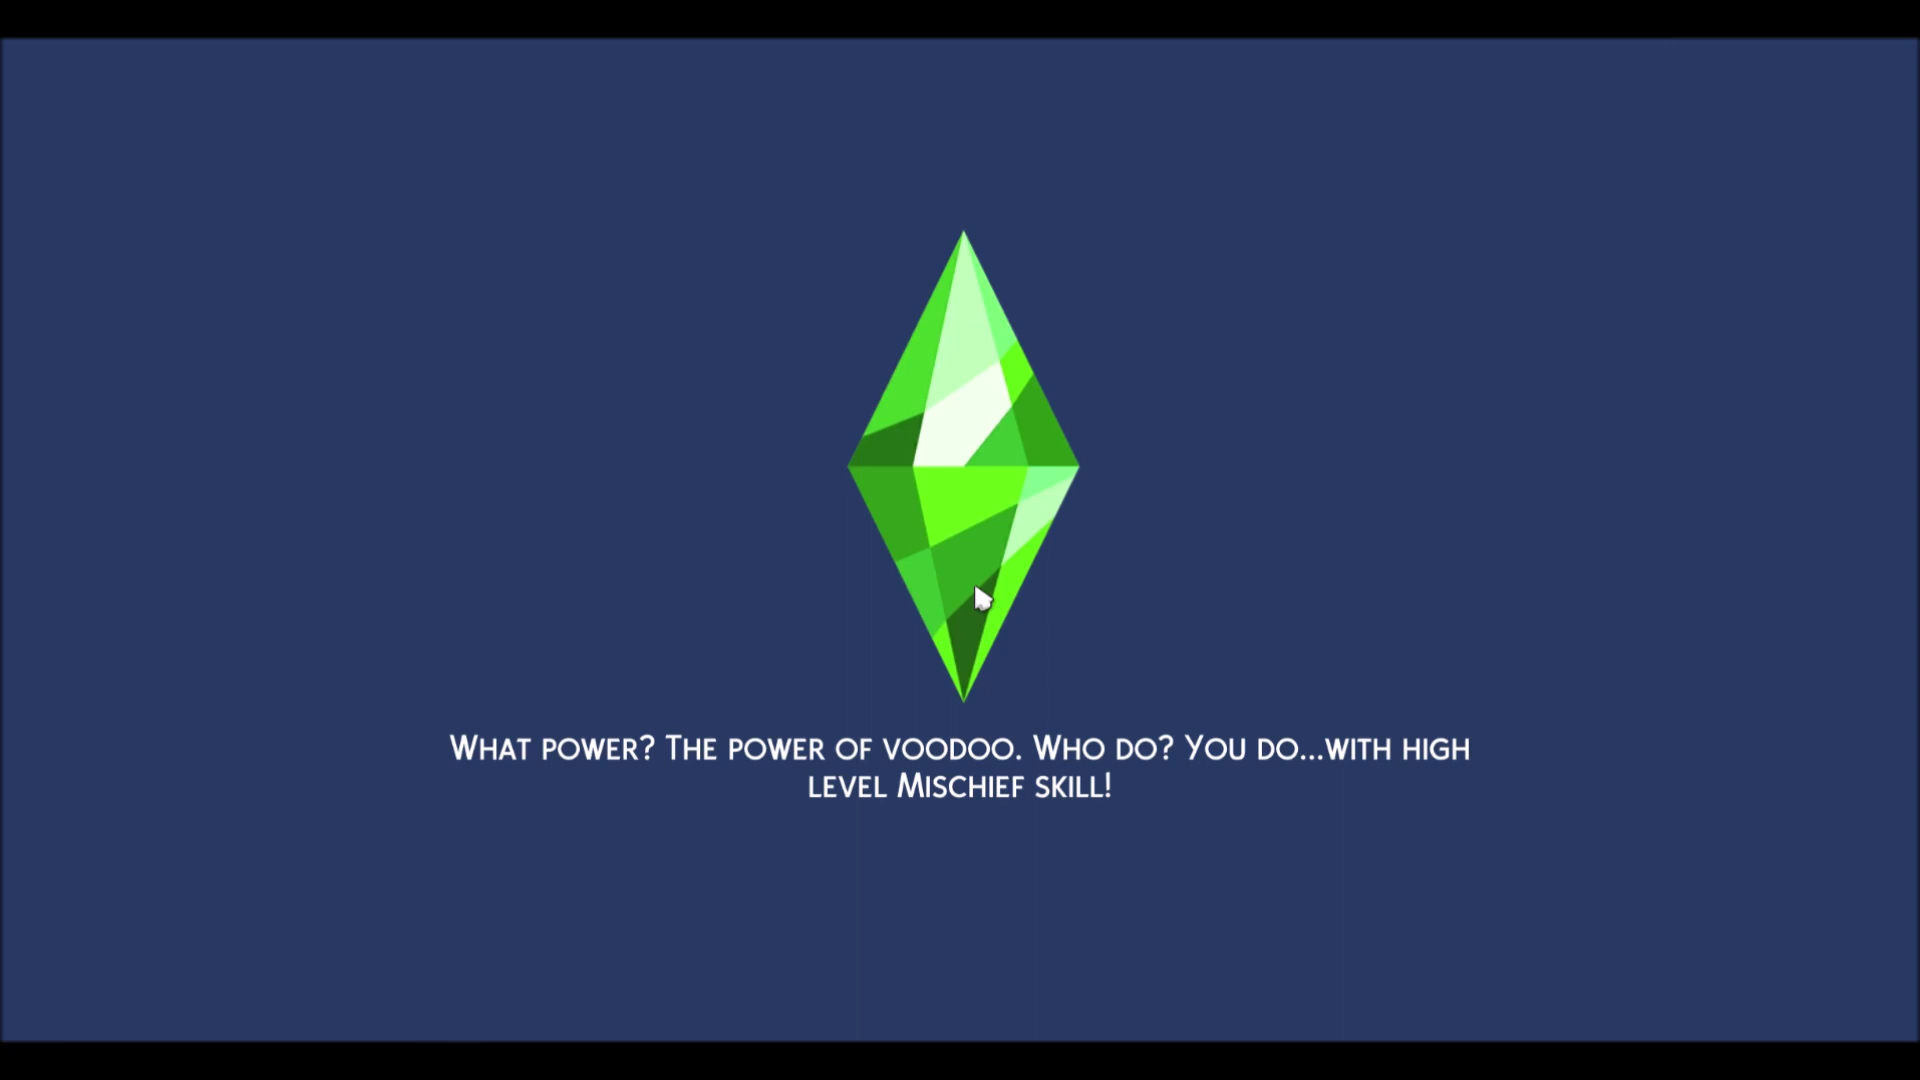 What power? The power of voodoo. Who do? You do...with high
level Mischief skill!